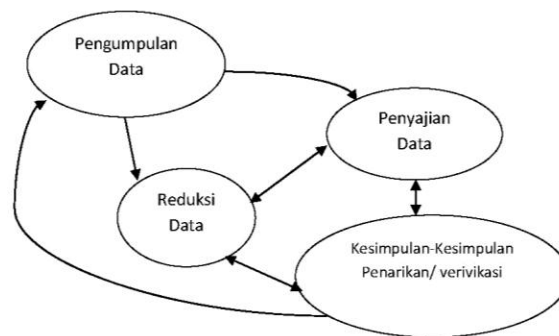 Pengumpulan
Data
Penyajian
Data
Reduksi
Data
Kesimpulan-Kesimpulan
Penarikan/ verivikasi